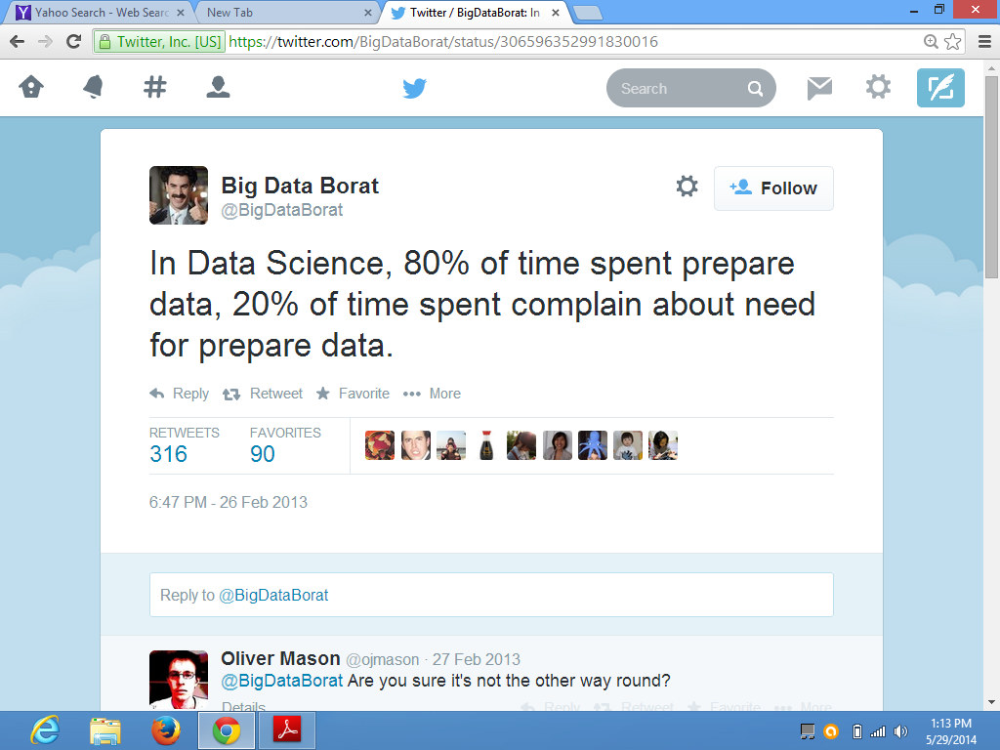 Yahoo Search - Web Searc
New Tab
Twitter / BigDataBorat: In
Twitter, Inc. [US] https://twitter.com/BigDataBorat/status/306596352991830016
Search
Big Data Borat
@BigDataBorat
Follow
In Data Science, 80% of time spent prepare
data, 20% of time spent complain about need
for prepare data.
Reply Retweet Favorite More
RETWEETS FAVORITES
316 90
6:47 PM - 26 Feb 2013
Reply to @BigDataBorat
Oliver Mason @ojmason · 27 Feb 2013
@BigDataBorat Are you sure it's not the other way round?
Details Reply Retweet Favorite More
1:13 PM
5/29/2014